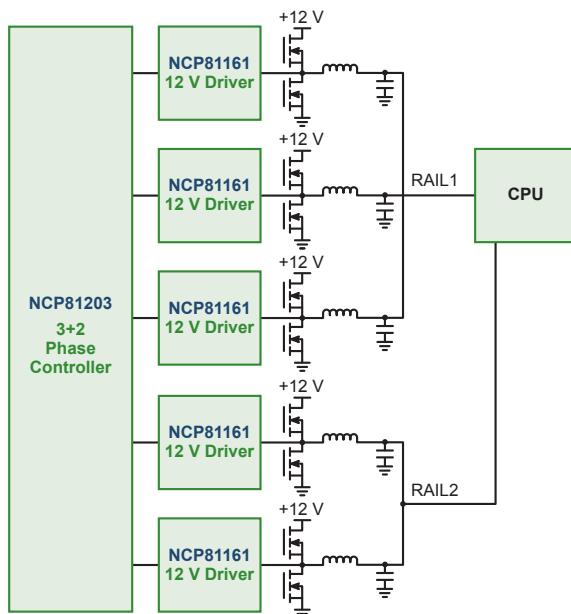 +12 V
NCP81161
12 V Driver
+12 V
NCP81161
12 V Driver
RAIL1
CPU
+12 V
NCP81203
3+2
Phase
Controller
NCP81161
12 V Driver
+12 V
NCP81161
12 V Driver
RAIL2
+12 V
NCP81161
12 V Driver